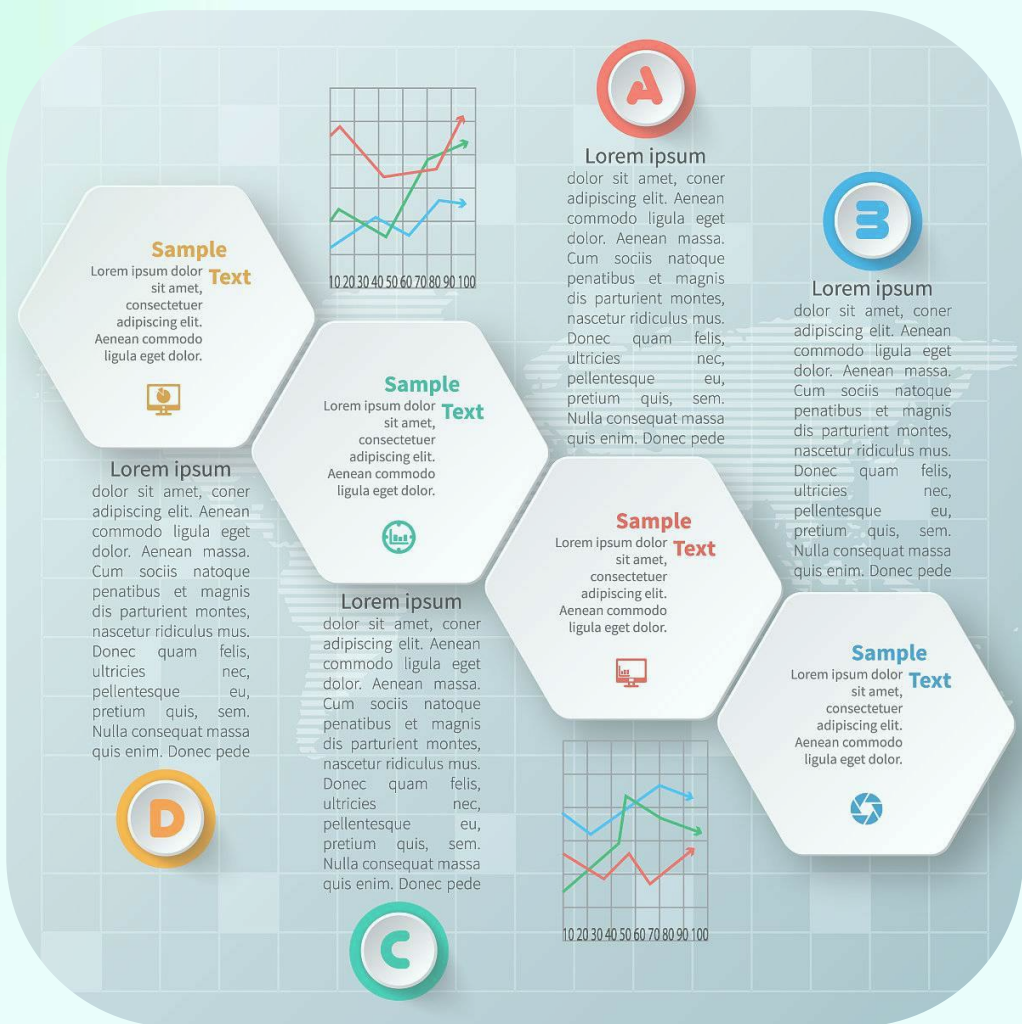 A
Lorem ipsum
dolor sit amet, coner
adipiscing elit. Aenean
commodo ligula eget
dolor. Aenean massa.
Cum sociis natoque
penatibus et magnis
dis parturient montes,
nascetur ridiculus mus.
Donec quam felis,
ultricies nec,
pellentesque eu,
pretium quis, sem.
Nulla consequat massa
quis enim. Donec pede
B
Lorem ipsum
dolor sit amet, coner
adipiscing elit. Aenean
commodo ligula eget
dolor. Aenean massa.
Cum sociis natoque
penatibus et magnis
dis parturient montes,
nascetur ridiculus mus.
Donec quam felis,
ultricies nec,
pellentesque eu,
pretium quis, sem.
Nulla consequat massa
quis enim. Donec pede
10 20 30 40 50 60 70 80 90 100
Sample
Text
Lorem ipsum dolor
sit amet,
consectetuer
adipiscing elit.
Aenean commodo
ligula eget dolor.
Sample
Text
Lorem ipsum dolor
sit amet,
consectetuer
adipiscing elit.
Aenean commodo
ligula eget dolor.
Sample
Text
Lorem ipsum dolor
sit amet,
consectetuer
adipiscing elit.
Aenean commodo
ligula eget dolor.
Sample
Text
Lorem ipsum dolor
sit amet,
consectetuer
adipiscing elit.
Aenean commodo
ligula eget dolor.
Lorem ipsum
dolor sit amet, coner
adipiscing elit. Aenean
commodo ligula eget
dolor. Aenean massa.
Cum sociis natoque
penatibus et magnis
dis parturient montes,
nascetur ridiculus mus.
Donec quam felis,
ultricies nec,
pellentesque eu,
pretium quis, sem.
Nulla consequat massa
quis enim. Donec pede
D
Lorem ipsum
dolor sit amet, coner
adipiscing elit. Aenean
commodo ligula eget
dolor. Aenean massa.
Cum sociis natoque
penatibus et magnis
dis parturient montes,
nascetur ridiculus mus.
Donec quam felis,
ultricies nec,
pellentesque eu,
pretium quis, sem.
Nulla consequat massa
quis enim. Donec pede
C
10 20 30 40 50 60 70 80 90 100